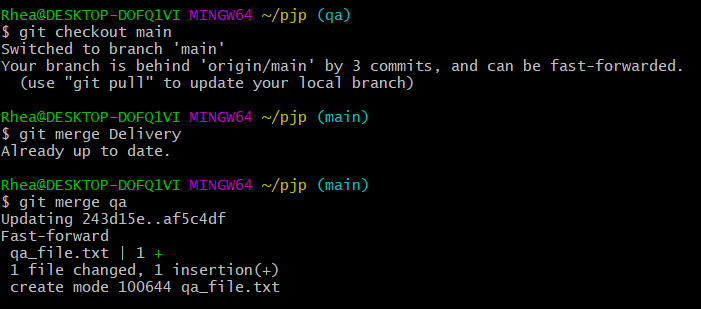 Rhea@DESKTOP-DOFQ1VI MINGW64 ~/pjp (qa)
$ git checkout main
Switched to branch 'main'
Your branch is behind 'origin/main' by 3 commits, and can be fast-forwarded.
  (use "git pull" to update your local branch)
Rhea@DESKTOP-DOFQ1VI MINGW64 ~/pjp (main)
$ git merge Delivery
Already up to date.
Rhea@DESKTOP-DOFQ1VI MINGW64 ~/pjp (main)
$ git merge qa
Updating 243d15e..af5c4df
Fast-forward
 qa_file.txt | 1 +
 1 file changed, 1 insertion(+)
 create mode 100644 qa_file.txt